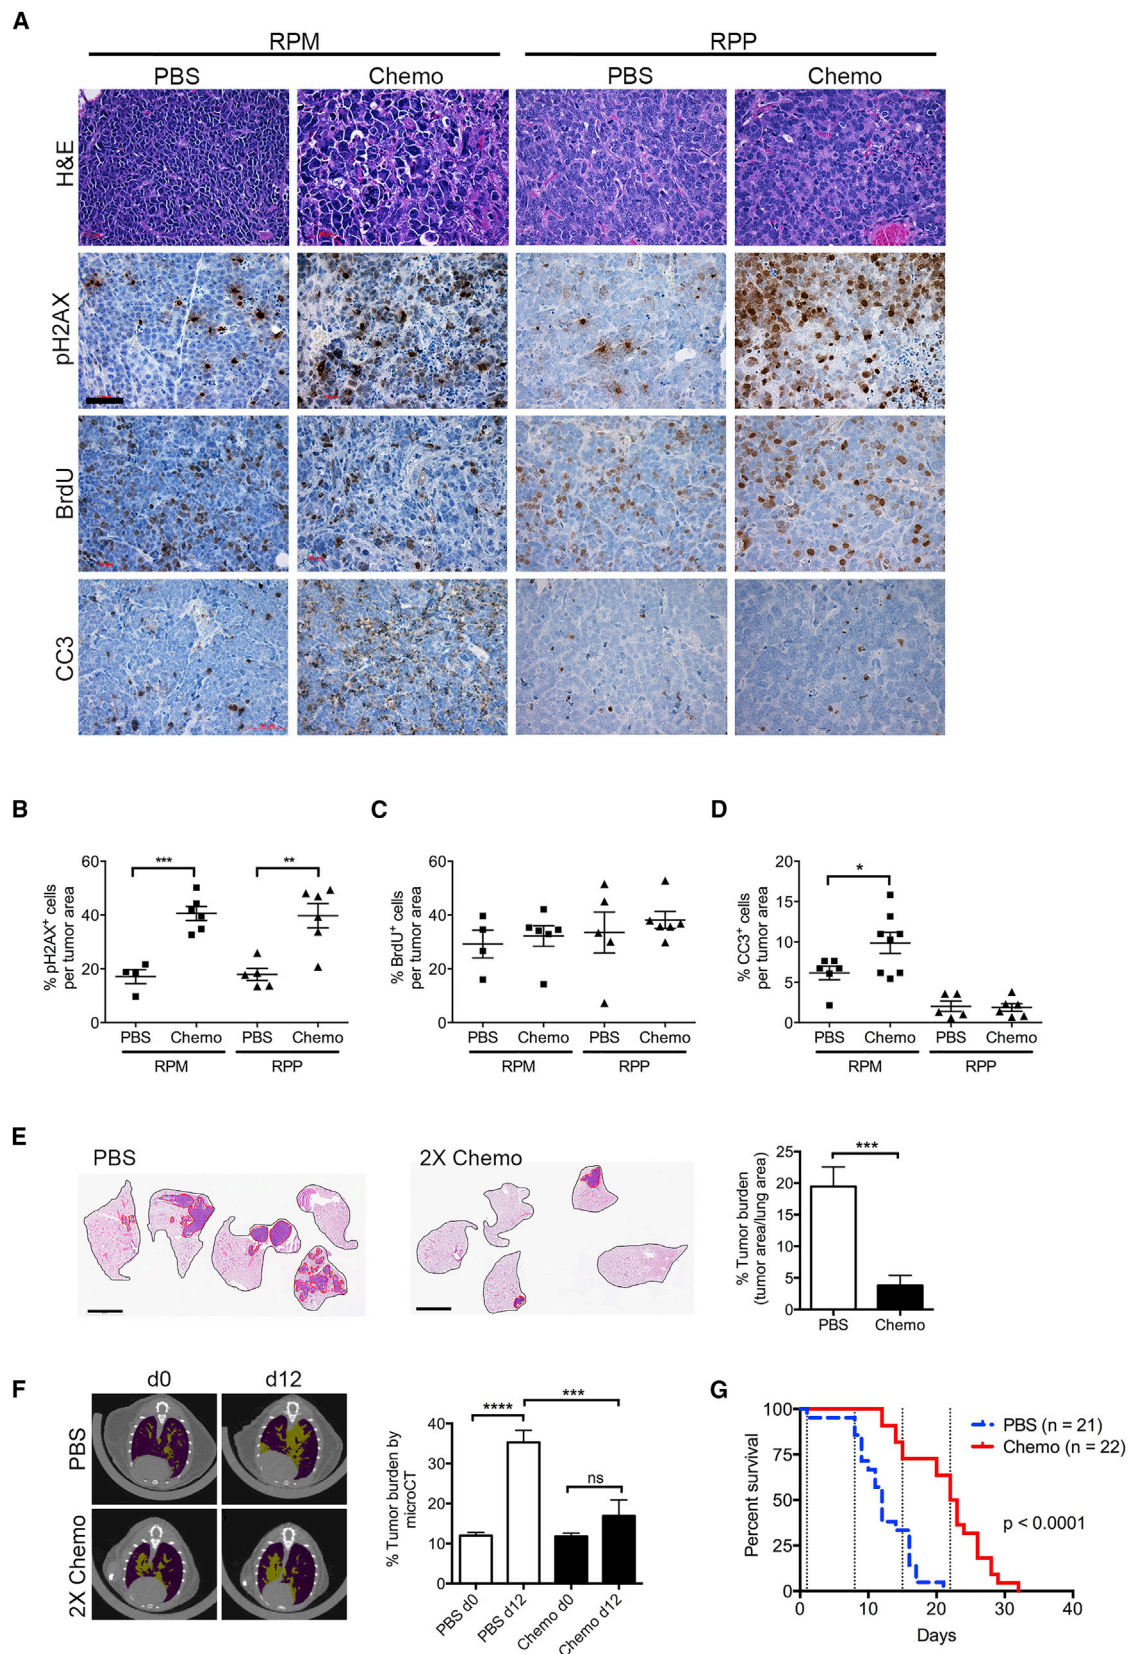 A
RPM RPP
PBS Chemo PBS Chemo
H&E
pH2AX
BrdU
CC3
B
% pH2AX+ cells
per tumor area
60
40
20
0
***
**
PBS Chemo PBS Chemo
RPM RPP
C
% BrdU+ cells
per tumor area
60
40
20
0
PBS Chemo PBS Chemo
RPM RPP
D
% CC3+ cells
per tumor area
20
15
10
5
0
*
PBS Chemo PBS Chemo
RPM RPP
E
PBS
2X Chemo
% Tumor burden
(tumor area/lung area)
25
20
15
10
5
0
***
PBS Chemo
F
d0 d12
PBS
2X Chemo
% Tumor burden by
microCT
40
30
20
10
0
****
***
ns
PBS d0
PBS d12
Chemo d0
Chemo d12
G
Percent survival
100
75
50
25
0
PBS (n = 21)
Chemo (n = 22)
p < 0.0001
0 10 20 30 40
Days